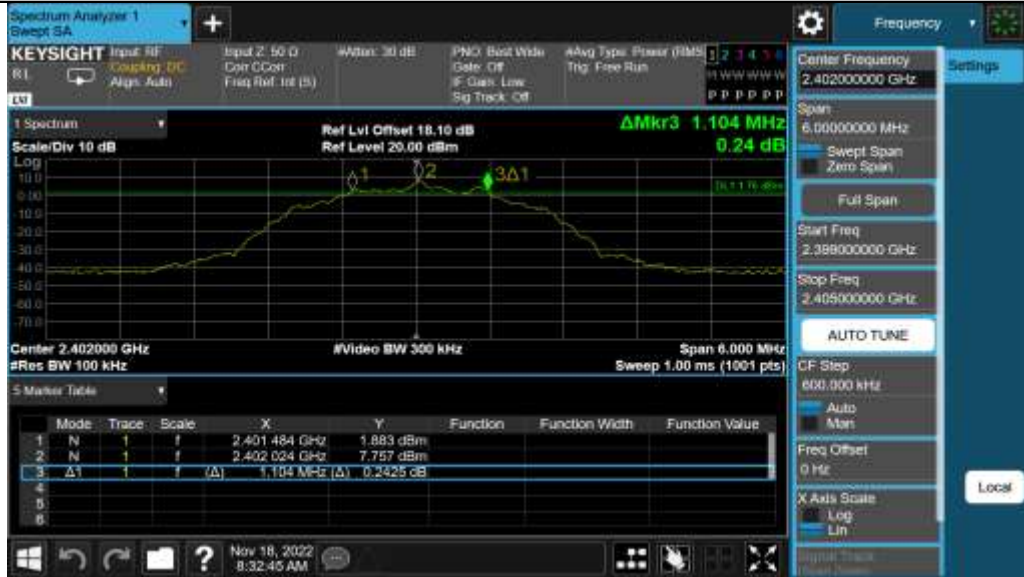 Spectrum Analyzer 1
Swept SA
+
Frequency
KEYSIGHT
RL
LXI
Input: RF
Coupling: DC
Align: Auto
Input Z: 50 Ω
Corr CCorr
Freq Ref: Int (S)
#Atten: 30 dB
PNO: Best Wide
Gate: Off
IF Gain: Low
Sig Track: Off
#Avg Type: Power (RMS)
Trig: Free Run
1 2 3 4 5 6
M W W W W W
P P P P P P
1 Spectrum
Scale/Div 10 dB
Ref Lvl Offset 18.10 dB
Ref Level 20.00 dBm
ΔMkr3 1.104 MHz
0.24 dB
Log
10.0
0.00
-10.0
-20.0
-30.0
-40.0
-50.0
-60.0
-70.0
1
2
3Δ1
DL1 1.76 dBm
Center 2.402000 GHz
#Res BW 100 kHz
#Video BW 300 kHz
Span 6.000 MHz
Sweep 1.00 ms (1001 pts)
5 Marker Table
Mode Trace Scale X Y Function Function Width Function Value
1 N 1 f 2.401 484 GHz 1.883 dBm
2 N 1 f 2.402 024 GHz 7.757 dBm
3 Δ1 1 f (Δ) 1.104 MHz (Δ) 0.2425 dB
4
5
6
Nov 18, 2022
8:32:45 AM
Center Frequency
2.402000000 GHz
Span
6.00000000 MHz
Swept Span
Zero Span
Full Span
Start Freq
2.399000000 GHz
Stop Freq
2.405000000 GHz
AUTO TUNE
CF Step
600.000 kHz
Auto
Man
Freq Offset
0 Hz
X Axis Scale
Log
Lin
Signal Track
Settings
Local